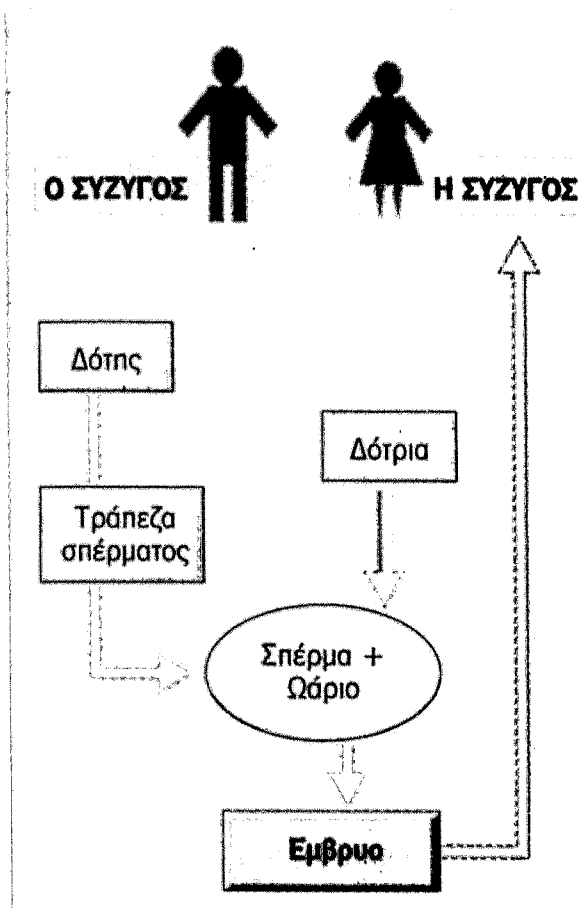 Ο ΣΥΖΥΓΟΣ
Η ΣΥΖΥΓΟΣ
Δότης
Δότρια
Τράπεζα
σπέρματος
Σπέρμα +
Ωάριο
Εμβρυο